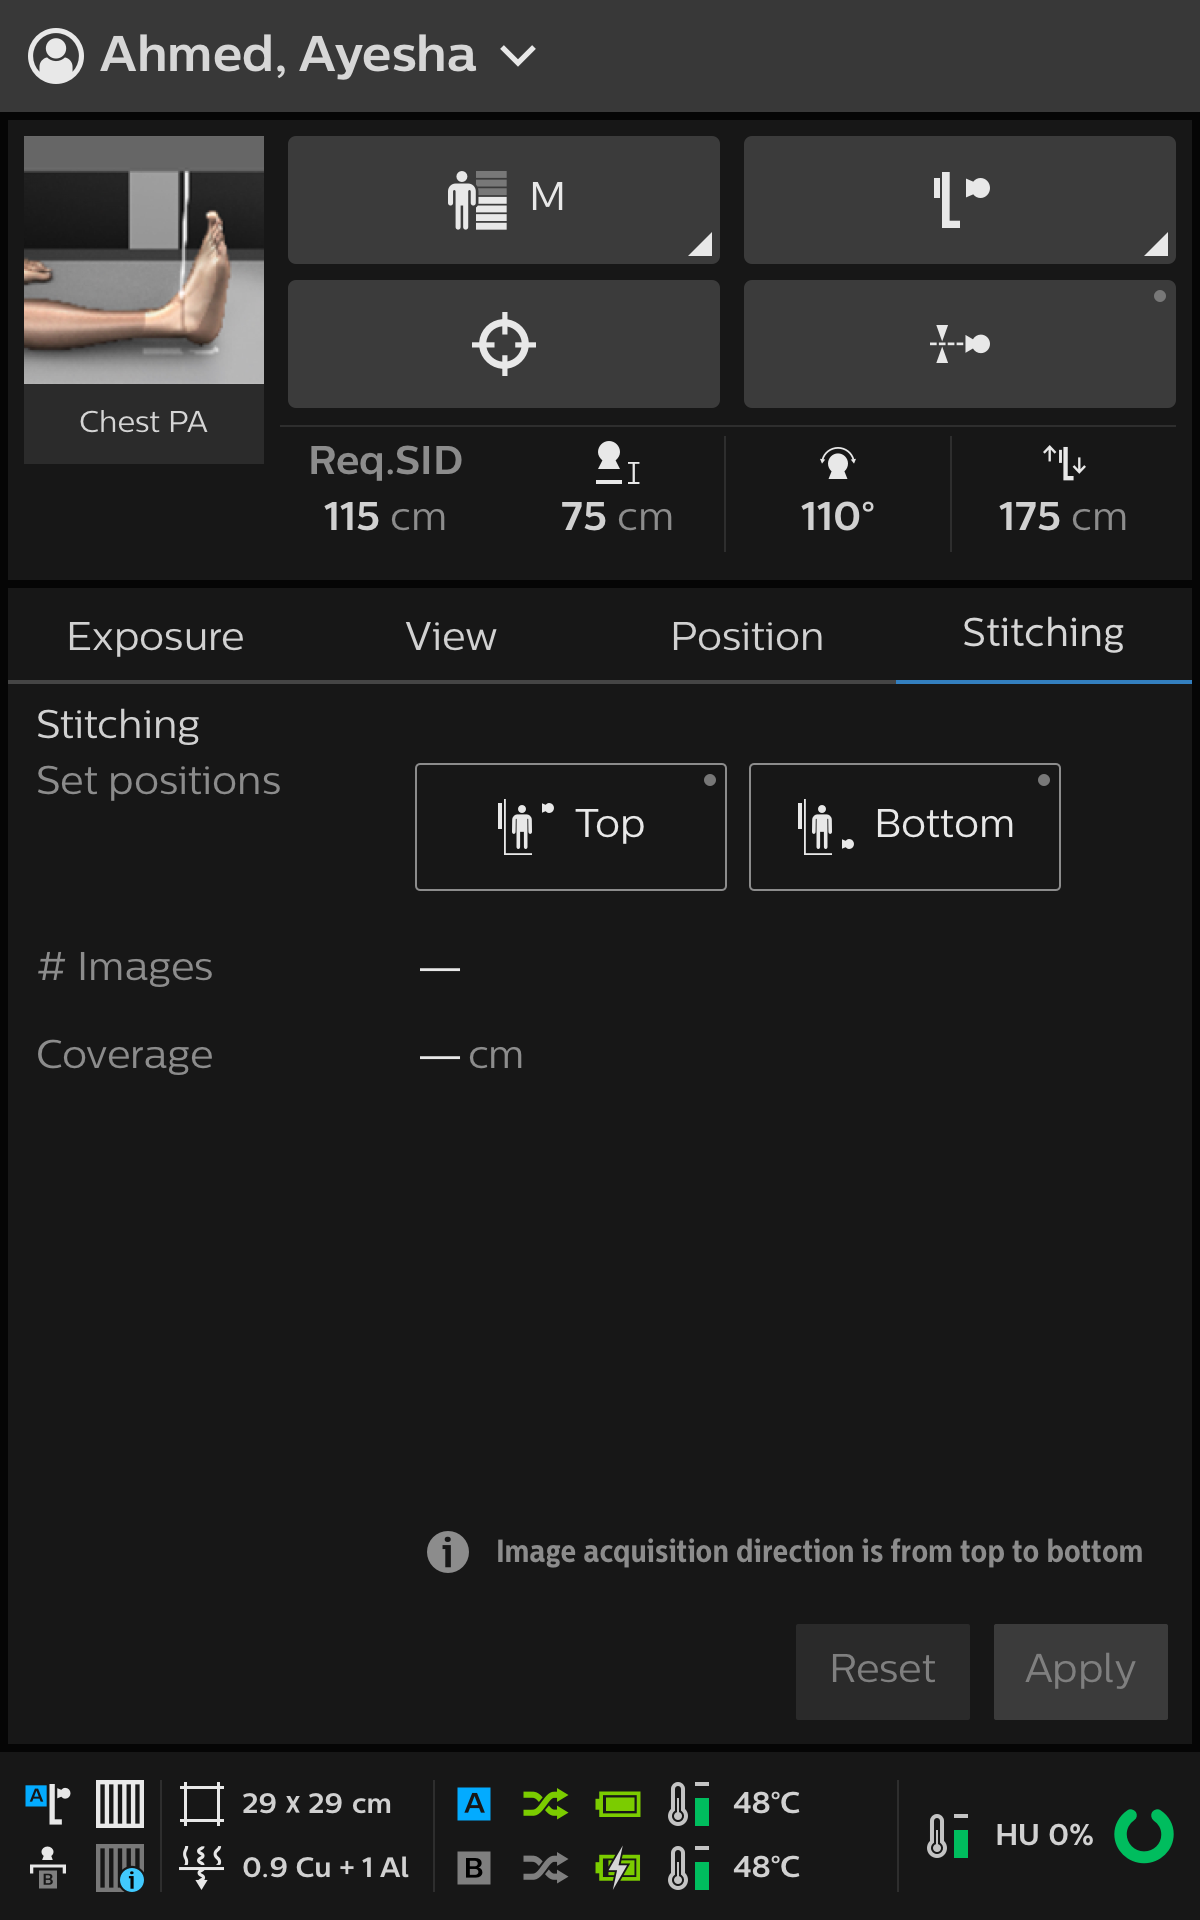 Ahmed, Ayesha
M
Chest PA
Req.SID
115 cm
75 cm
110°
175 cm
Exposure
View
Position
Stitching
Stitching
Set positions
Top
Bottom
# Images
—
Coverage
— cm
Image acquisition direction is from top to bottom
Reset
Apply
A
29 x 29 cm
A
48°C
HU 0%
B
0.9 Cu + 1 Al
B
48°C